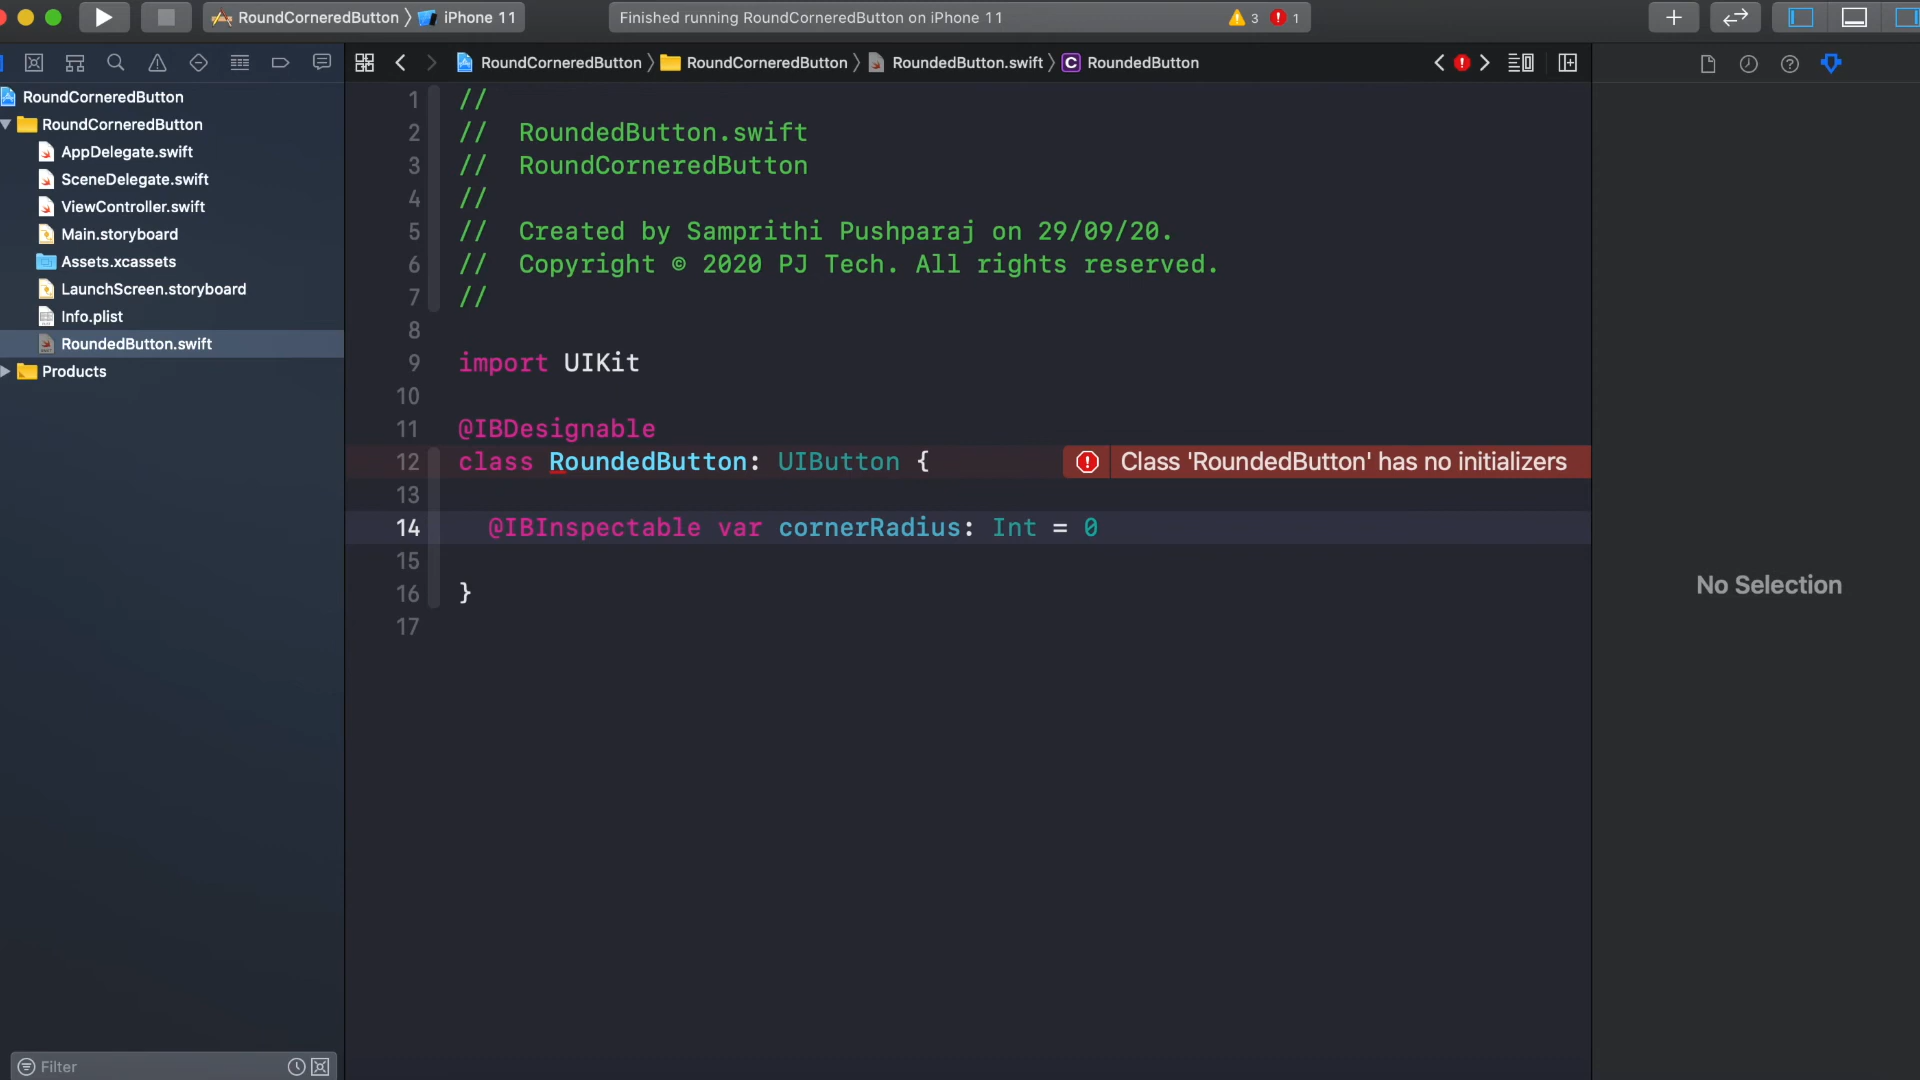 RoundCorneredButton 〉 iPhone 11
Finished running RoundCorneredButton on iPhone 11
3
1
RoundCorneredButton 〉 RoundCorneredButton 〉 RoundedButton.swift 〉 C RoundedButton
RoundCorneredButton
RoundCorneredButton
AppDelegate.swift
SceneDelegate.swift
ViewController.swift
Main.storyboard
Assets.xcassets
LaunchScreen.storyboard
Info.plist
RoundedButton.swift
Products
Filter
1 //
2 //  RoundedButton.swift
3 //  RoundCorneredButton
4 //
5 //  Created by Samprithi Pushparaj on 29/09/20.
6 //  Copyright © 2020 PJ Tech. All rights reserved.
7 //
8
9 import UIKit
10
11 @IBDesignable
12 class RoundedButton: UIButton {
Class 'RoundedButton' has no initializers
13
14   @IBInspectable var cornerRadius: Int = 0
15
16 }
17
No Selection